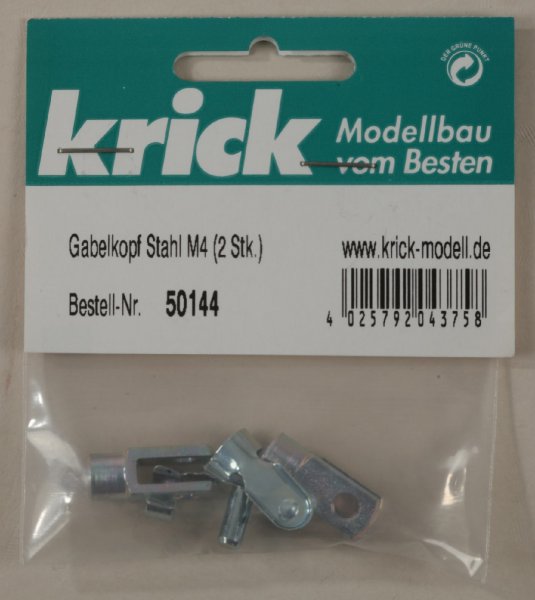 DER GRÜNE PUNKT
krick
Modellbau
vom Besten
Gabelkopf Stahl M4 (2 Stk.)
www.krick-modell.de
Bestell-Nr. 50144
4 025792 043758